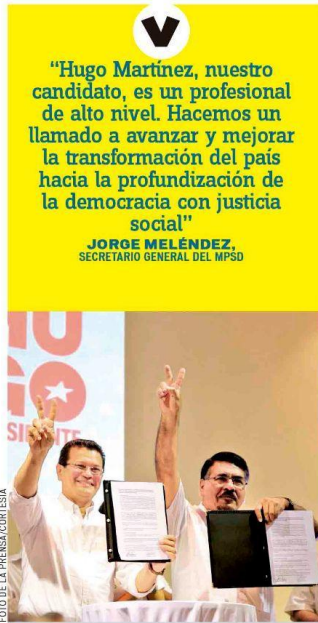 V
“Hugo Martínez, nuestro
candidato, es un profesional
de alto nivel. Hacemos un
llamado a avanzar y mejorar
la transformación del país
hacia la profundización de
la democracia con justicia
social”
JORGE MELÉNDEZ,
SECRETARIO GENERAL DEL MPSD
FOTO DE LA PRENSA/CORTESÍA